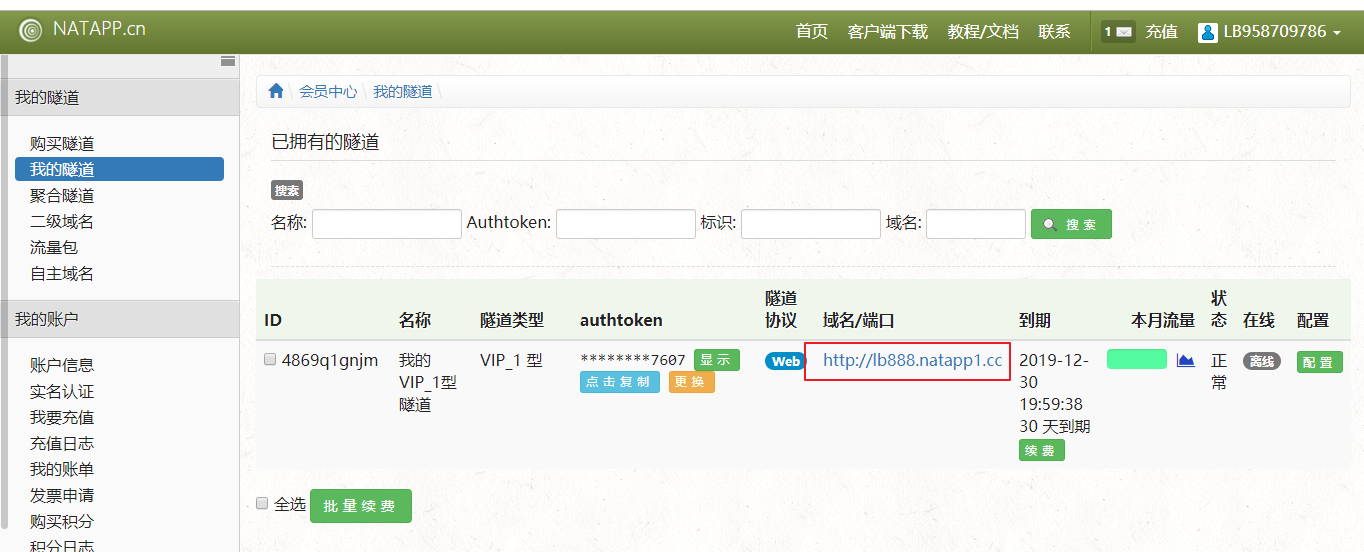 NATAPP.cn
首页 客户端下载 教程/文档 联系 1 充值 LB958709786
我的隧道
购买隧道
我的隧道
聚合隧道
二级域名
流量包
自主域名
我的账户
账户信息
实名认证
我要充值
充值日志
我的账单
发票申请
购买积分
积分日志
\ 会员中心 \ 我的隧道 \
已拥有的隧道
搜索
名称: Authtoken: 标识: 域名: 搜索
ID 名称 隧道类型 authtoken 隧道协议 域名/端口 到期 本月流量 状态 在线 配置
4869q1gnjm 我的VIP_1型隧道 VIP_1 型 ********7607 显示 点击复制 更换 Web http://lb888.natapp1.cc 2019-12-30 19:59:38 30 天到期 续费 正常 离线 配置
全选 批量续费